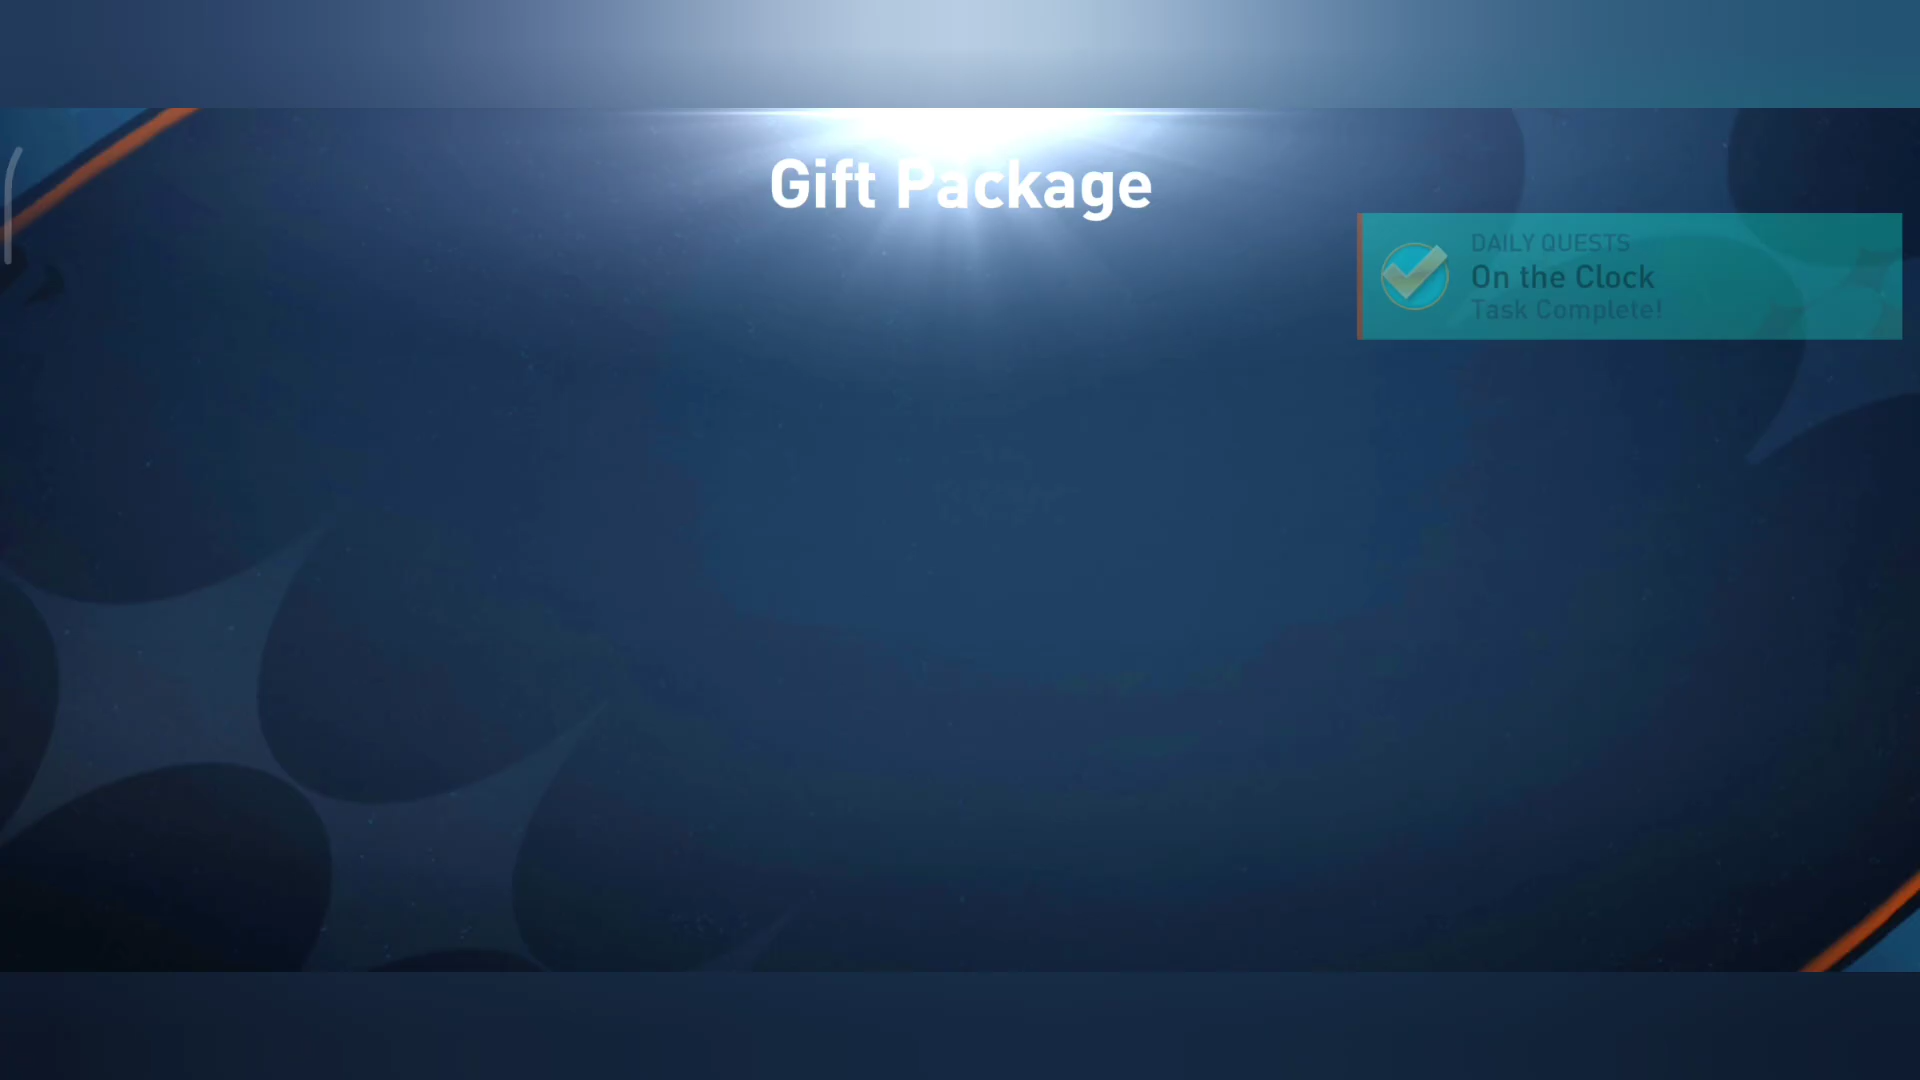 Gift Package
DAILY QUESTS
On the Clock
Task Complete!